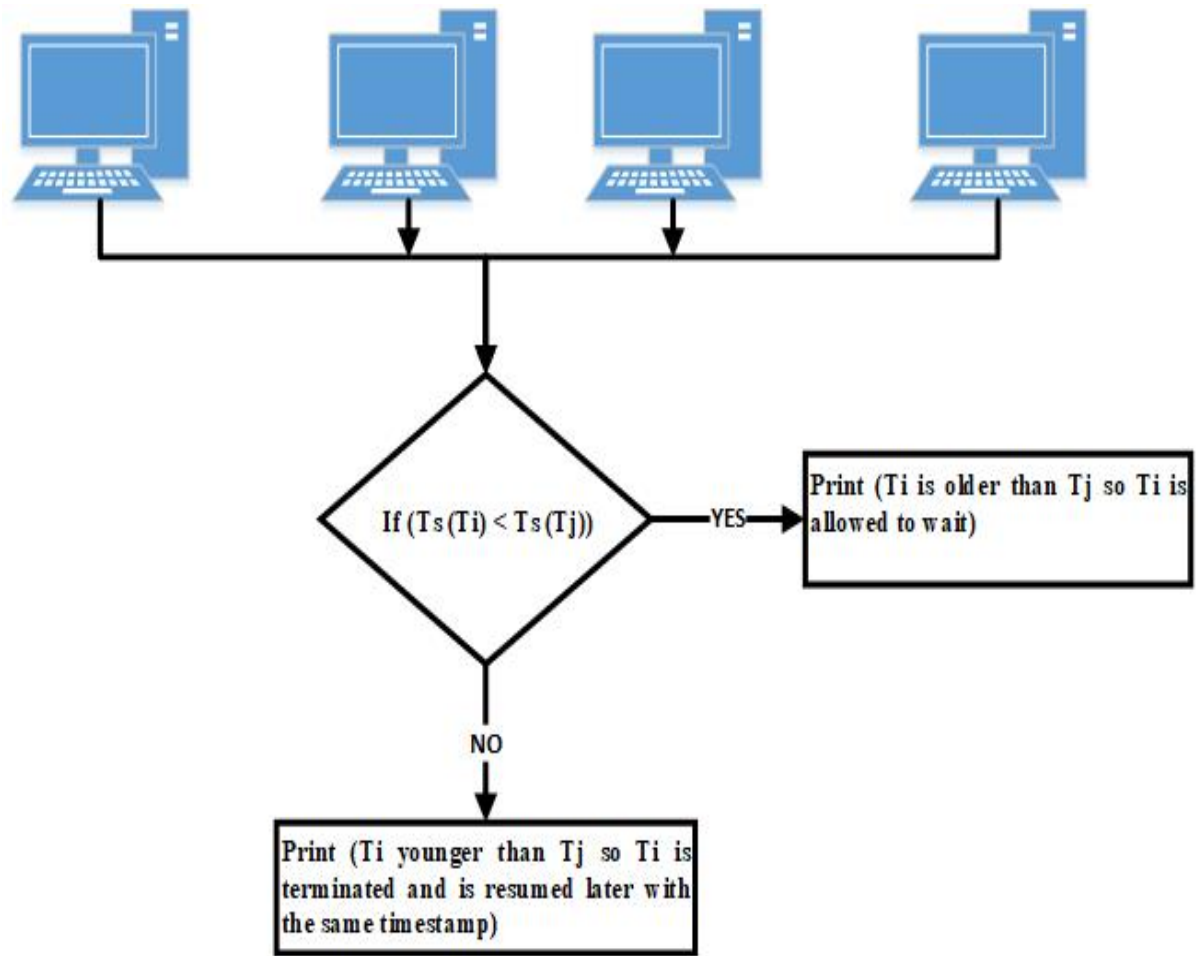 If (Ts(Ti) < Ts(Tj))
YES
Print (Ti is older than Tj so Ti is
allowed to wait)
NO
Print (Ti younger than Tj so Ti is
terminated and is resumed later with
the same timestamp)